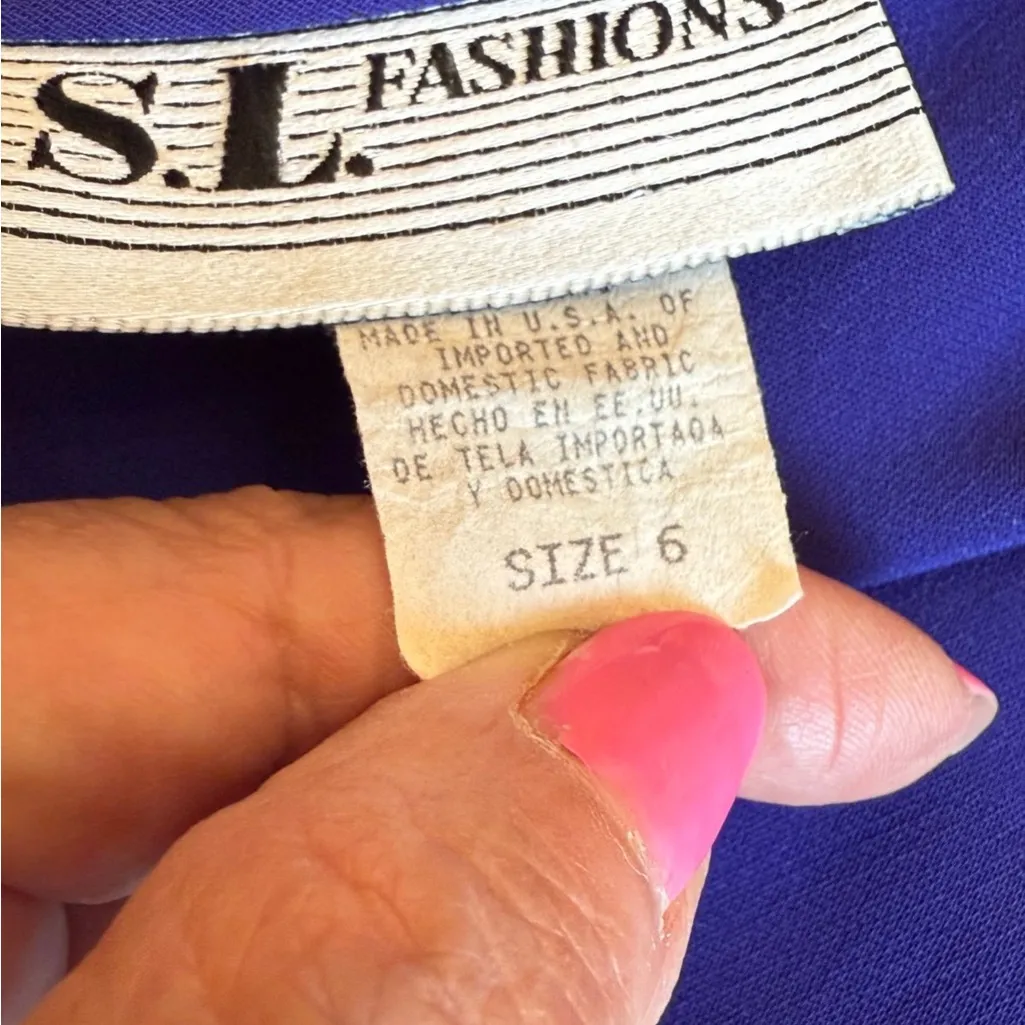 S.L. FASHIONS
MADE IN U.S.A. OF
IMPORTED AND
DOMESTIC FABRIC
HECHO EN EE.UU.
DE TELA IMPORTADA
Y DOMESTICA
SIZE 6